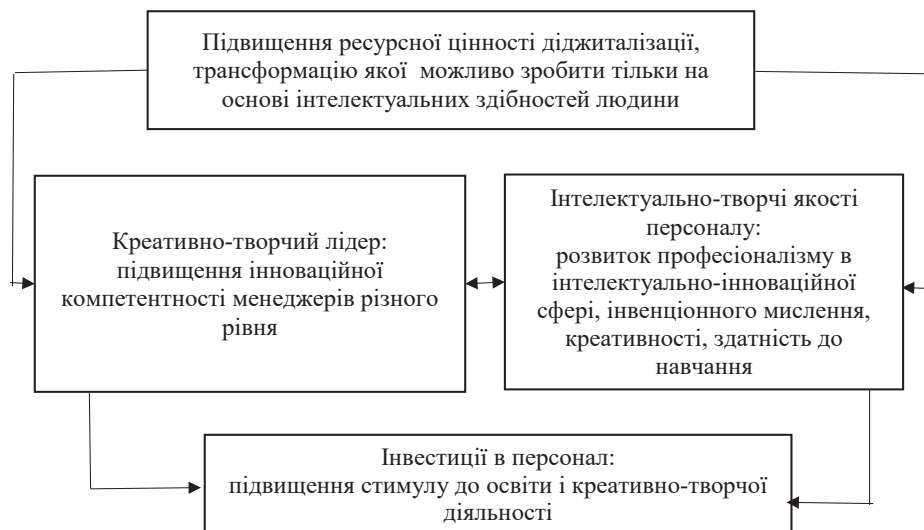 Підвищення ресурсної цінності діджиталізації,
трансформацію якої можливо зробити тільки на
основі інтелектуальних здібностей людини
Креативно-творчий лідер:
підвищення інноваційної
компетентності менеджерів різного
рівня
Інтелектуально-творчі якості
персоналу:
розвиток професіоналізму в
інтелектуально-інноваційної
сфері, інвенціонного мислення,
креативності, здатність до
навчання
Інвестиції в персонал:
підвищення стимулу до освіти і креативно-творчої
діяльності